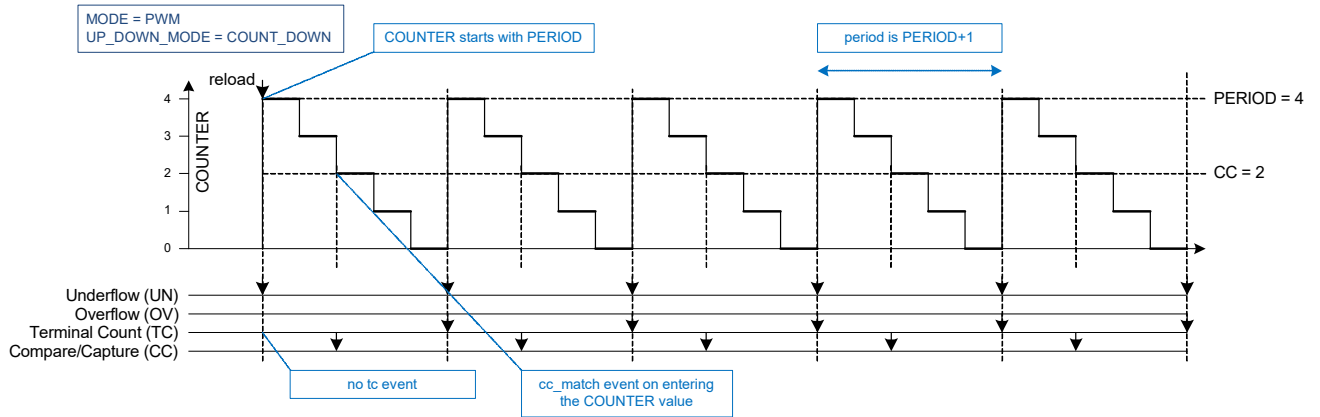 MODE = PWM
UP_DOWN_MODE = COUNT_DOWN
COUNTER starts with PERIOD
period is PERIOD+1
reload
COUNTER
4
3
2
1
0
PERIOD = 4
CC = 2
Underflow (UN)
Overflow (OV)
Terminal Count (TC)
Compare/Capture (CC)
no tc event
cc_match event on entering
the COUNTER value